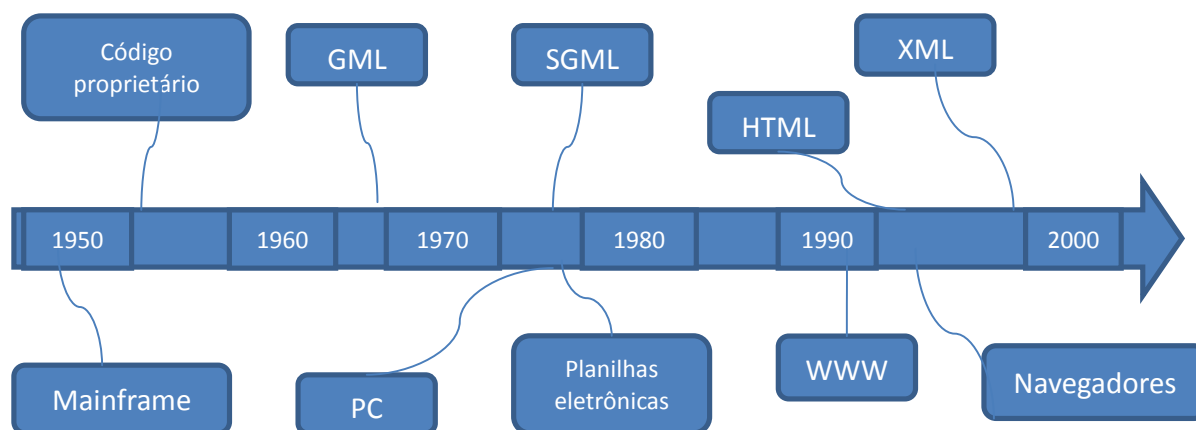 Código
proprietário
GML
SGML
XML
HTML
1950
1960
1970
1980
1990
2000
Mainframe
PC
Planilhas
eletrônicas
WWW
Navegadores